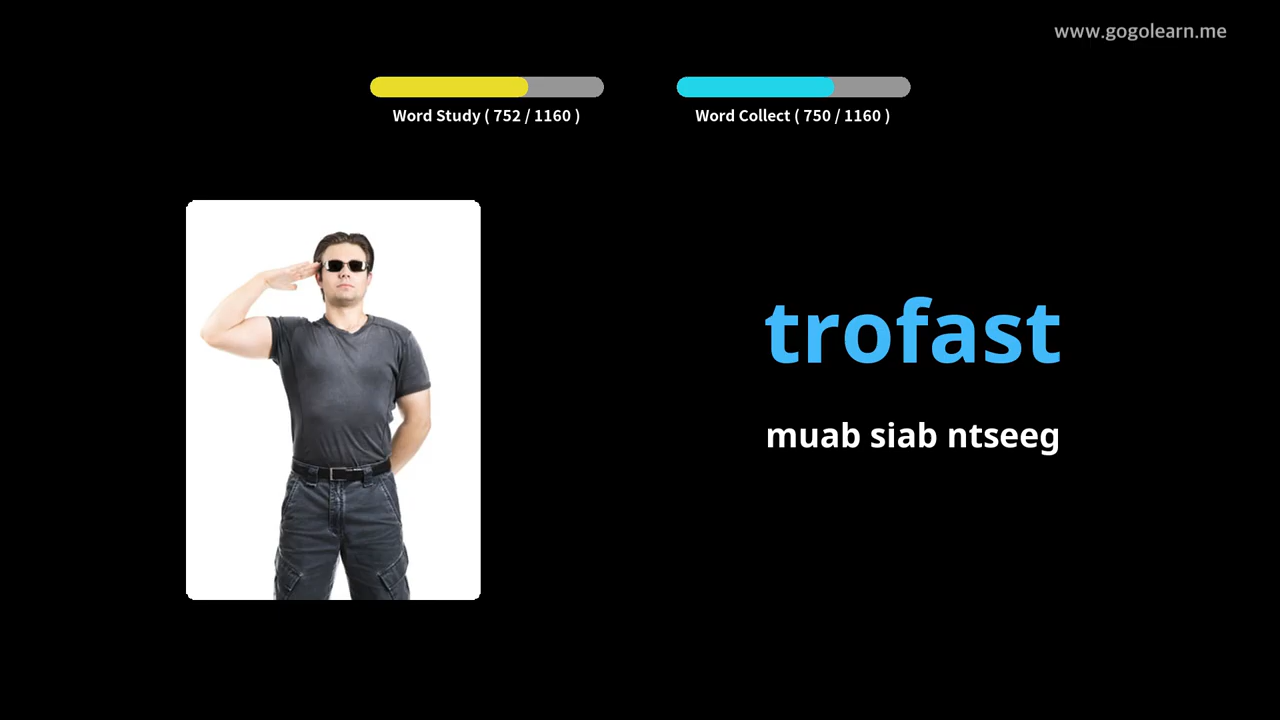 www.gogolearn.me
Word Study ( 752 / 1160 )
Word Collect ( 750 / 1160 )
trofast
muab siab ntseeg